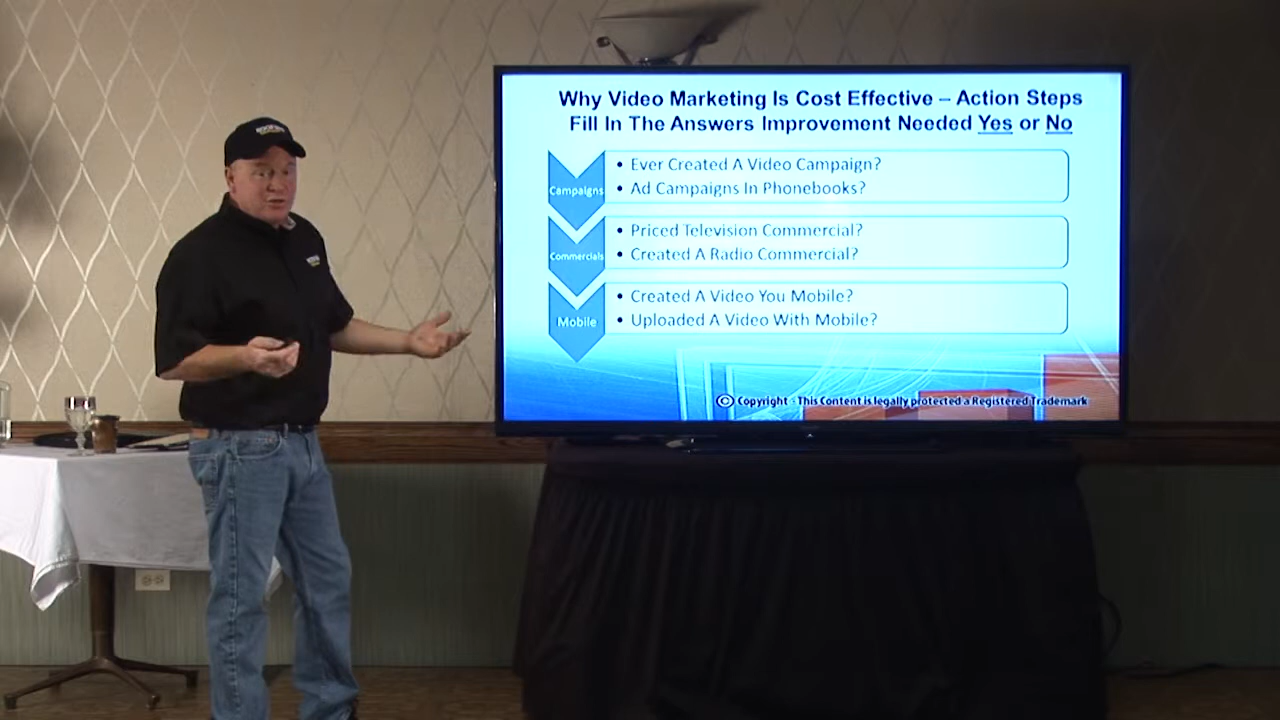 Why Video Marketing Is Cost Effective – Action Steps
Fill In The Answers Improvement Needed Yes or No
Campaigns
• Ever Created A Video Campaign?
• Ad Campaigns In Phonebooks?
Commercials
• Priced Television Commercial?
• Created A Radio Commercial?
Mobile
• Created A Video You Mobile?
• Uploaded A Video With Mobile?
© Copyright - This Content is legally protected a Registered Trademark